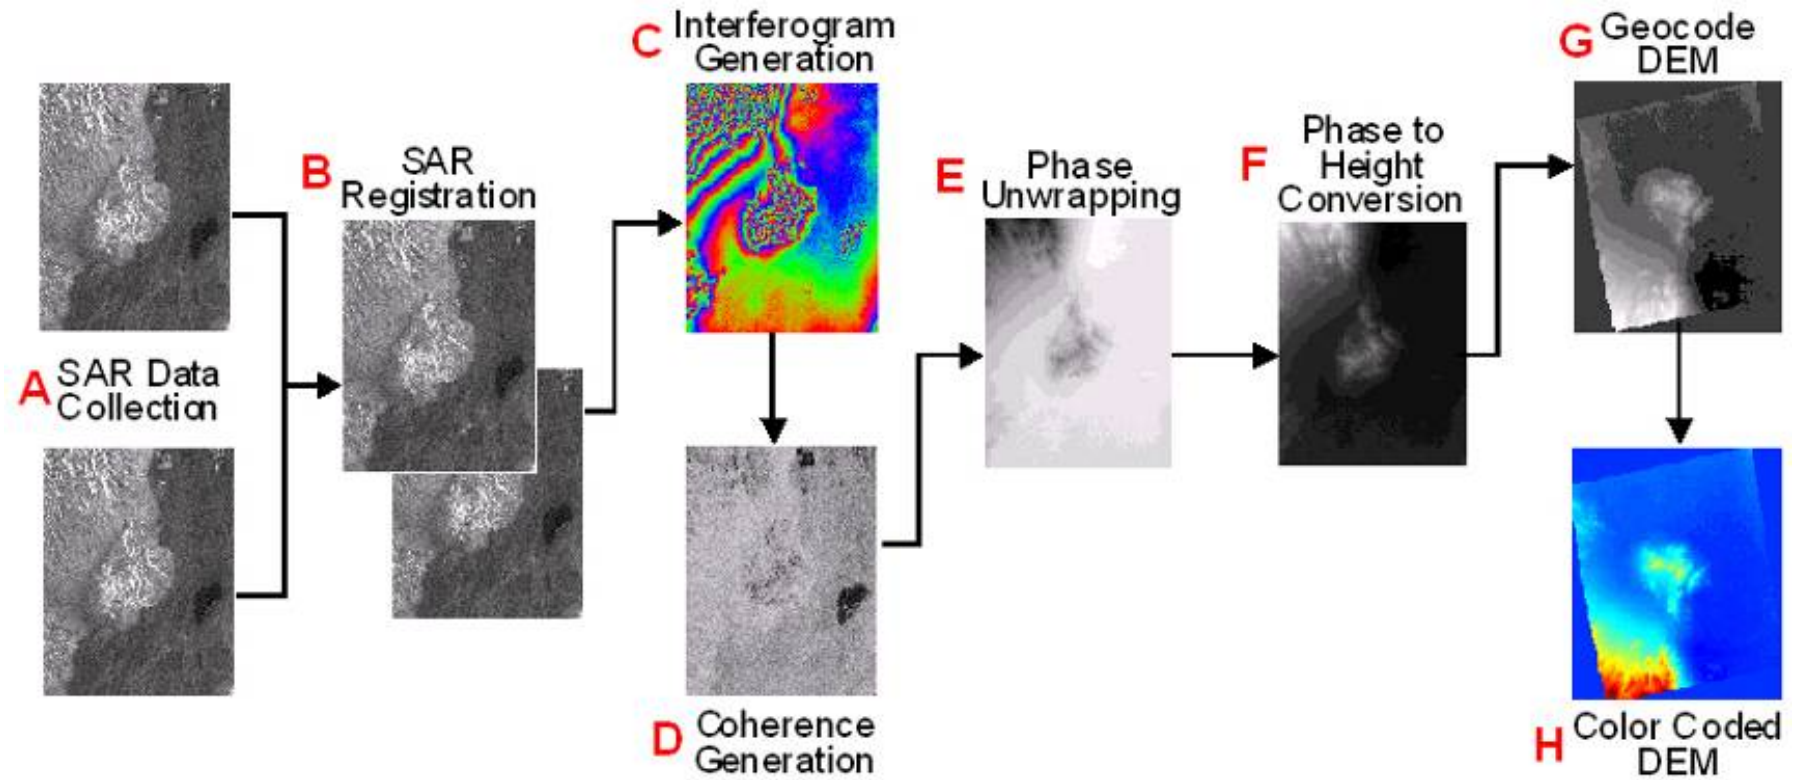 A SAR Data
Collection
B SAR
Registration
C Interferogram
Generation
D Coherence
Generation
E Phase
Unwrapping
F Phase to
Height
Conversion
G Geocode
DEM
H Color Coded
DEM